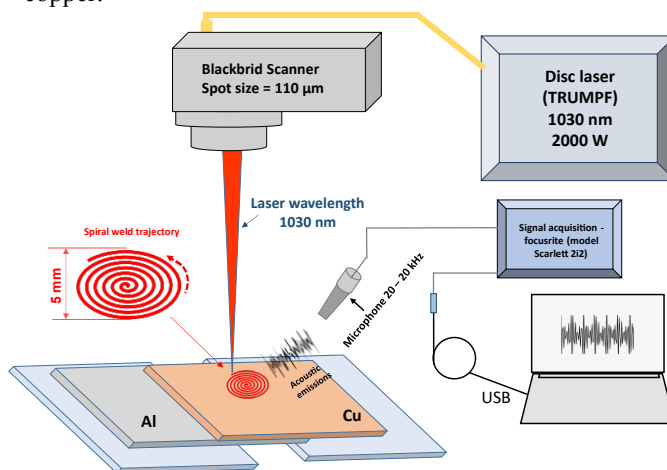 copper.
Blackbrid Scanner
Spot size = 110 µm
Disc laser
(TRUMPF)
1030 nm
2000 W
Laser wavelength
1030 nm
Spiral weld trajectory
5 mm
Microphone 20 – 20 kHz
Signal acquisition -
focusrite (model
Scarlett 2i2)
Acoustic
emissions
USB
Al
Cu